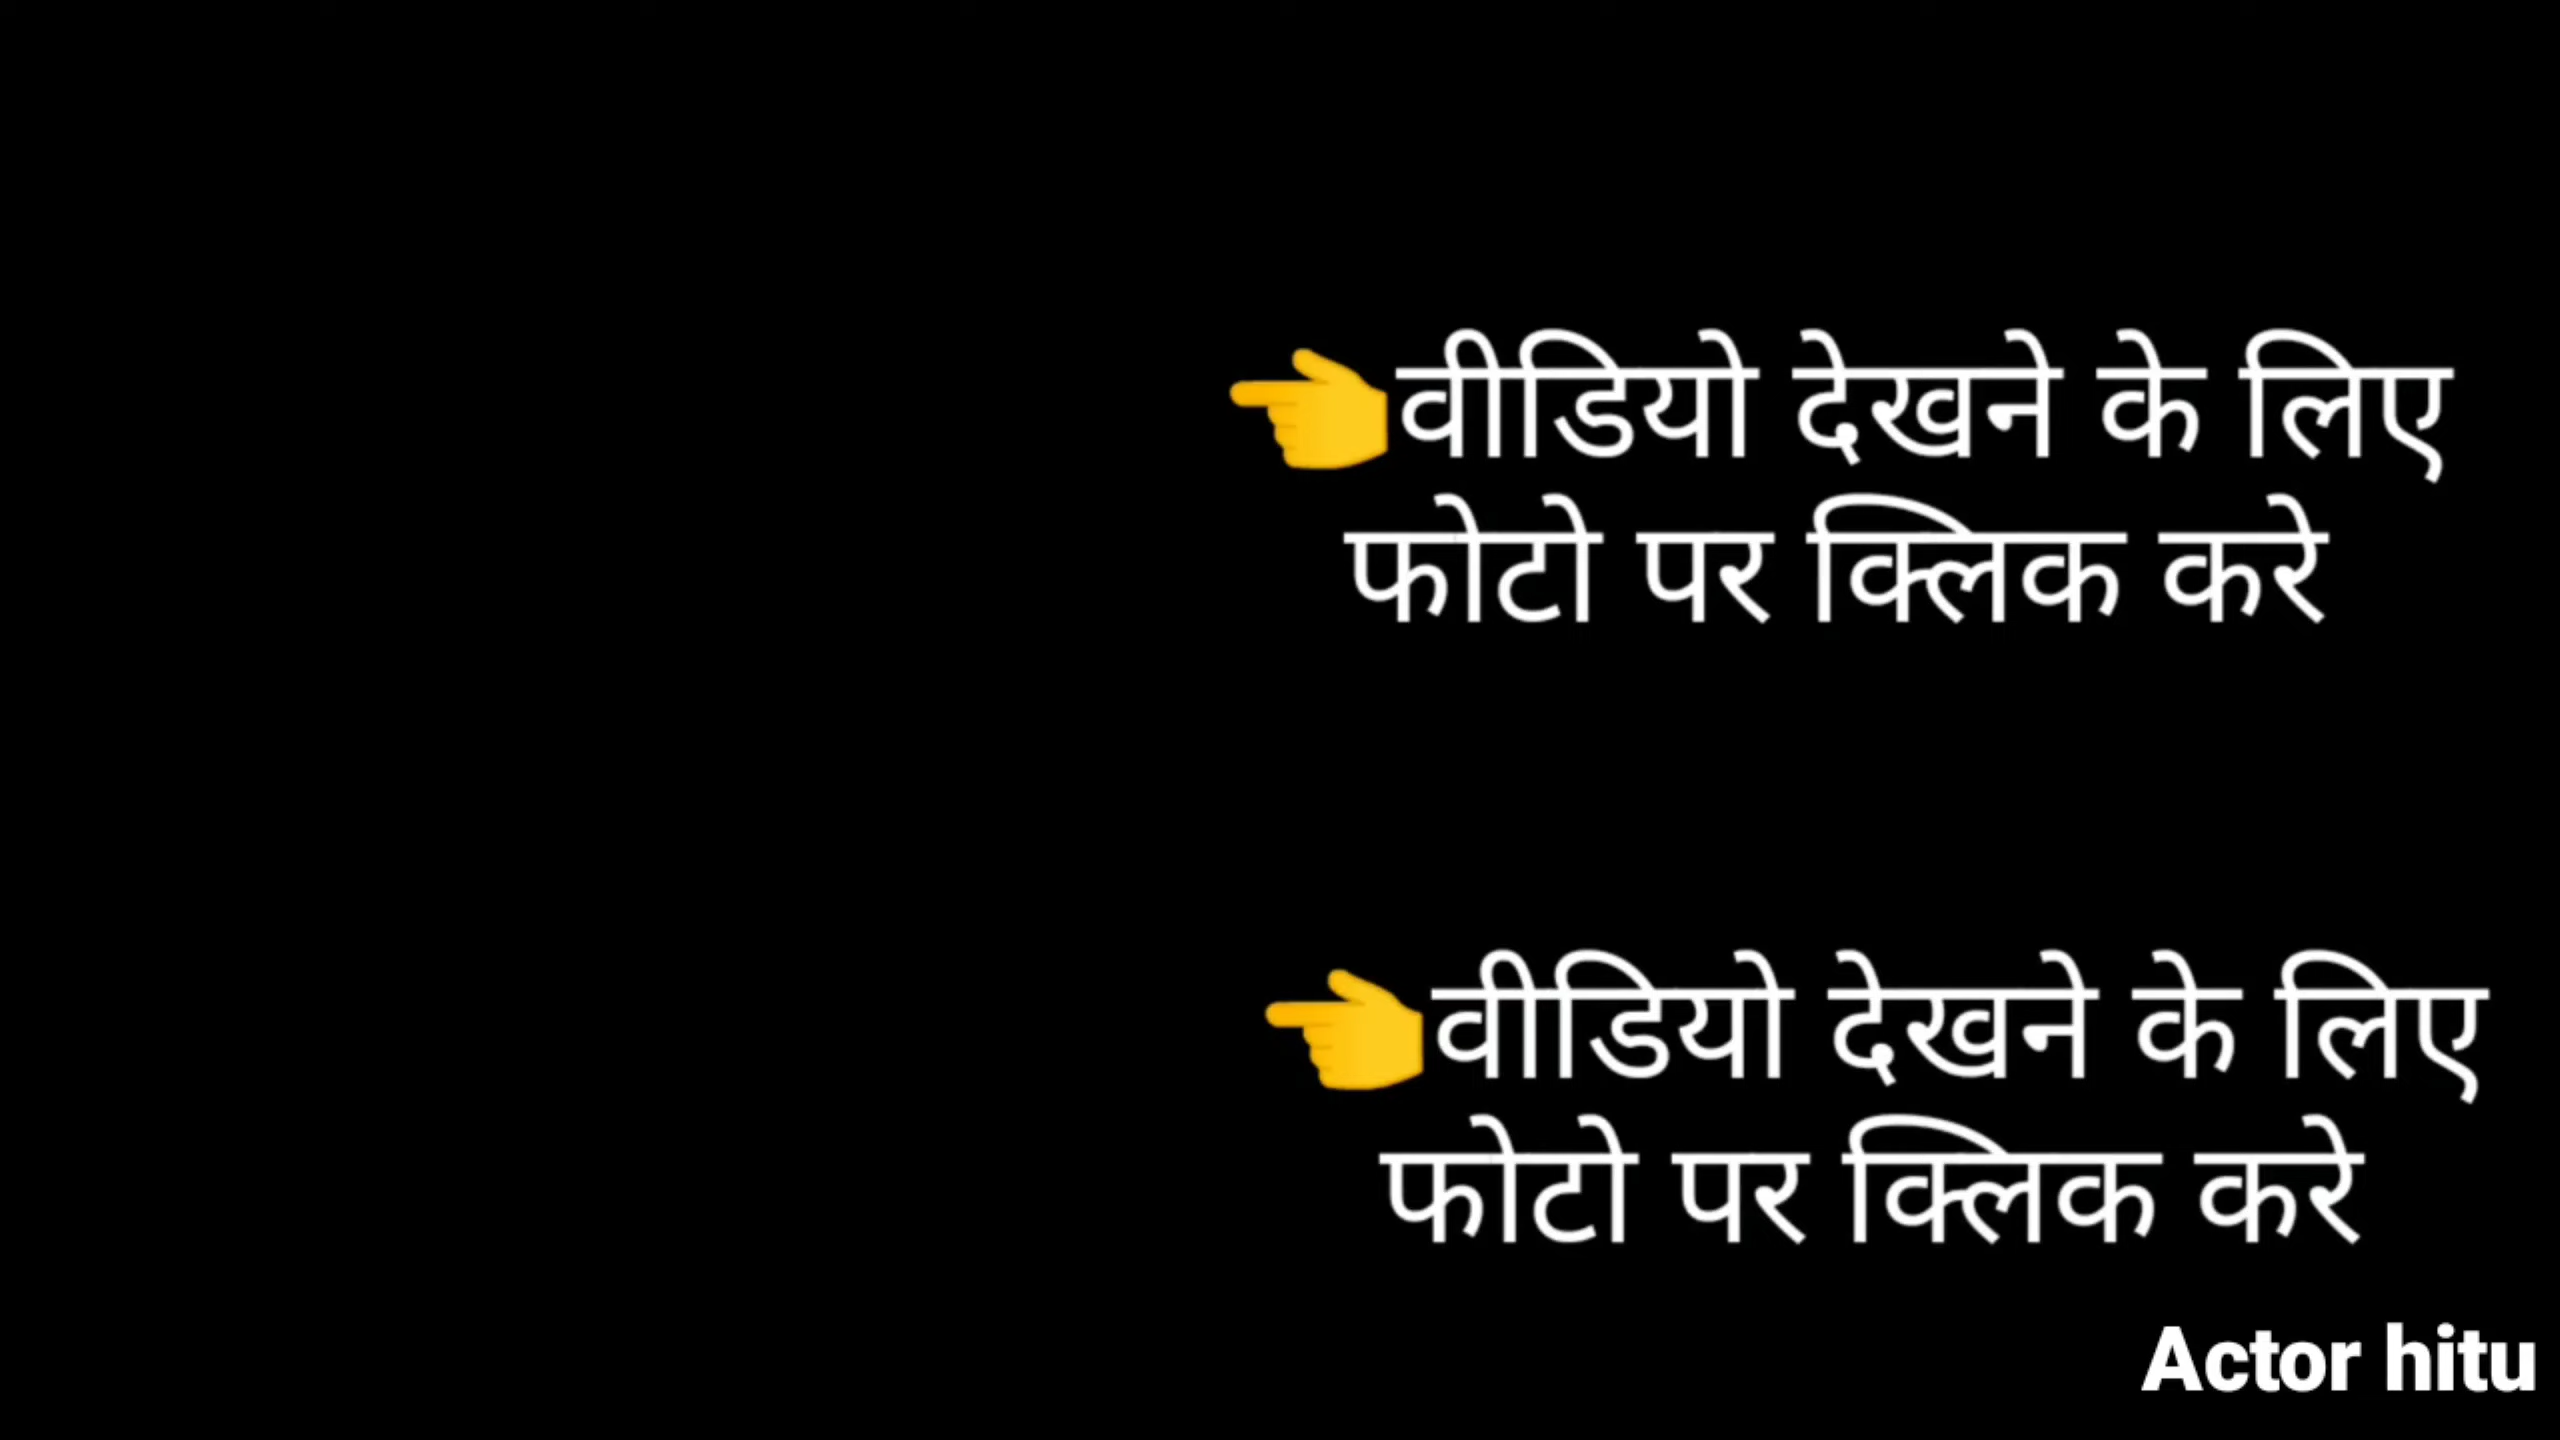 👈वीडियो देखने के लिए
फोटो पर क्लिक करे
👈वीडियो देखने के लिए
फोटो पर क्लिक करे
Actor hitu